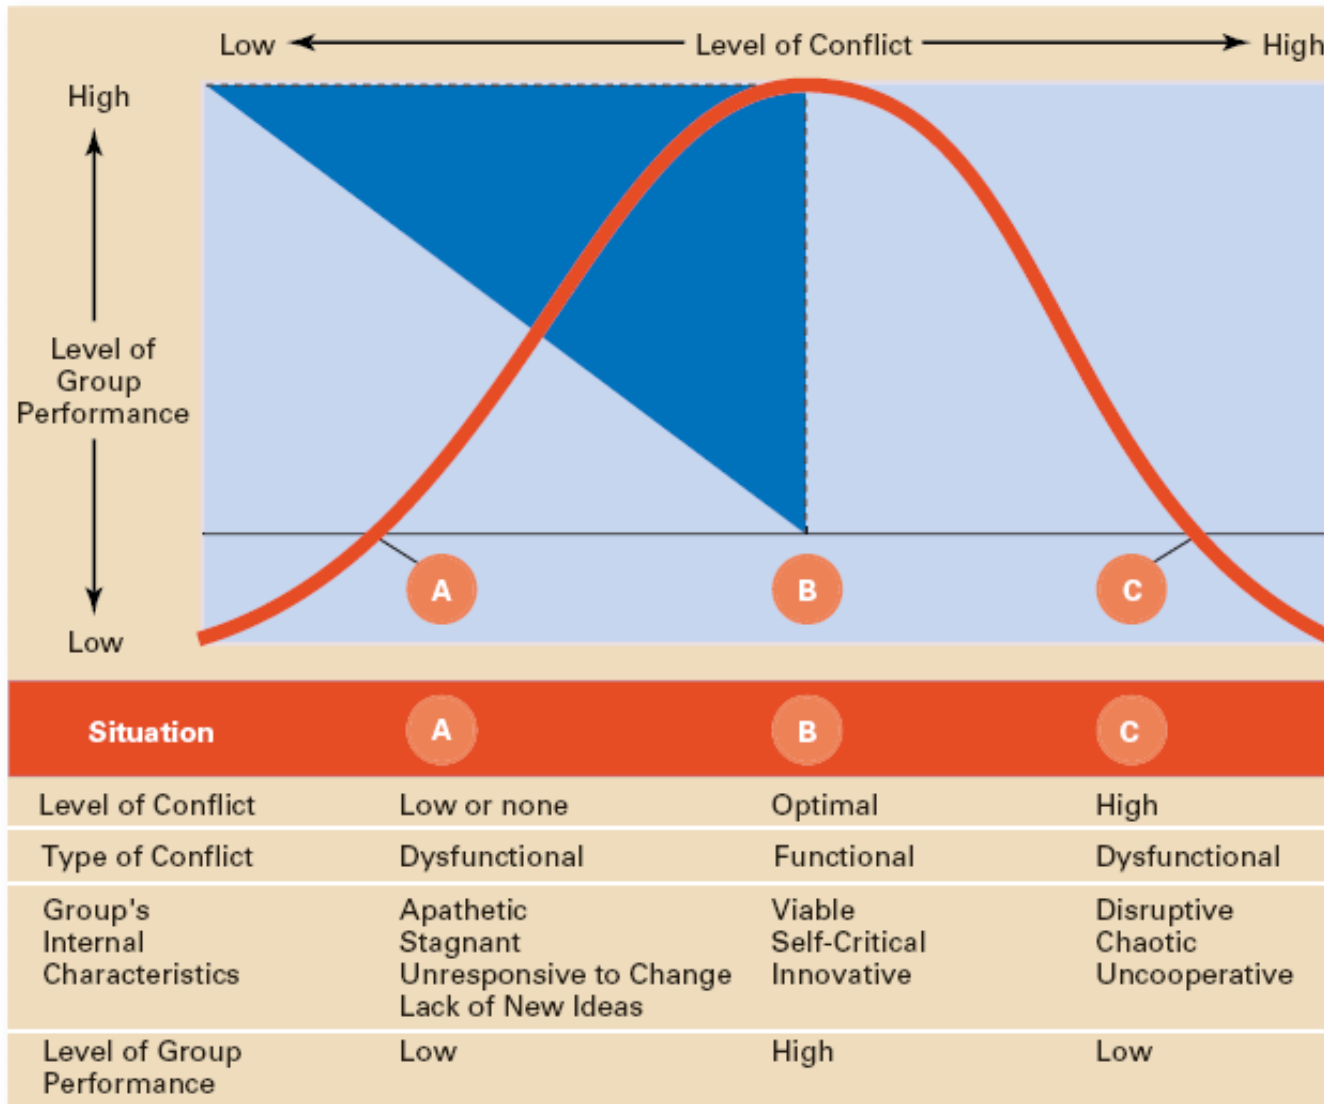 Low Level of Conflict High
High
Level of
Group
Performance
Low
A B C
Situation A B C
Level of Conflict Low or none Optimal High
Type of Conflict Dysfunctional Functional Dysfunctional
Group's Apathetic Viable Disruptive
Internal Stagnant Self-Critical Chaotic
Characteristics Unresponsive to Change Innovative Uncooperative
Lack of New Ideas
Level of Group Low High Low
Performance